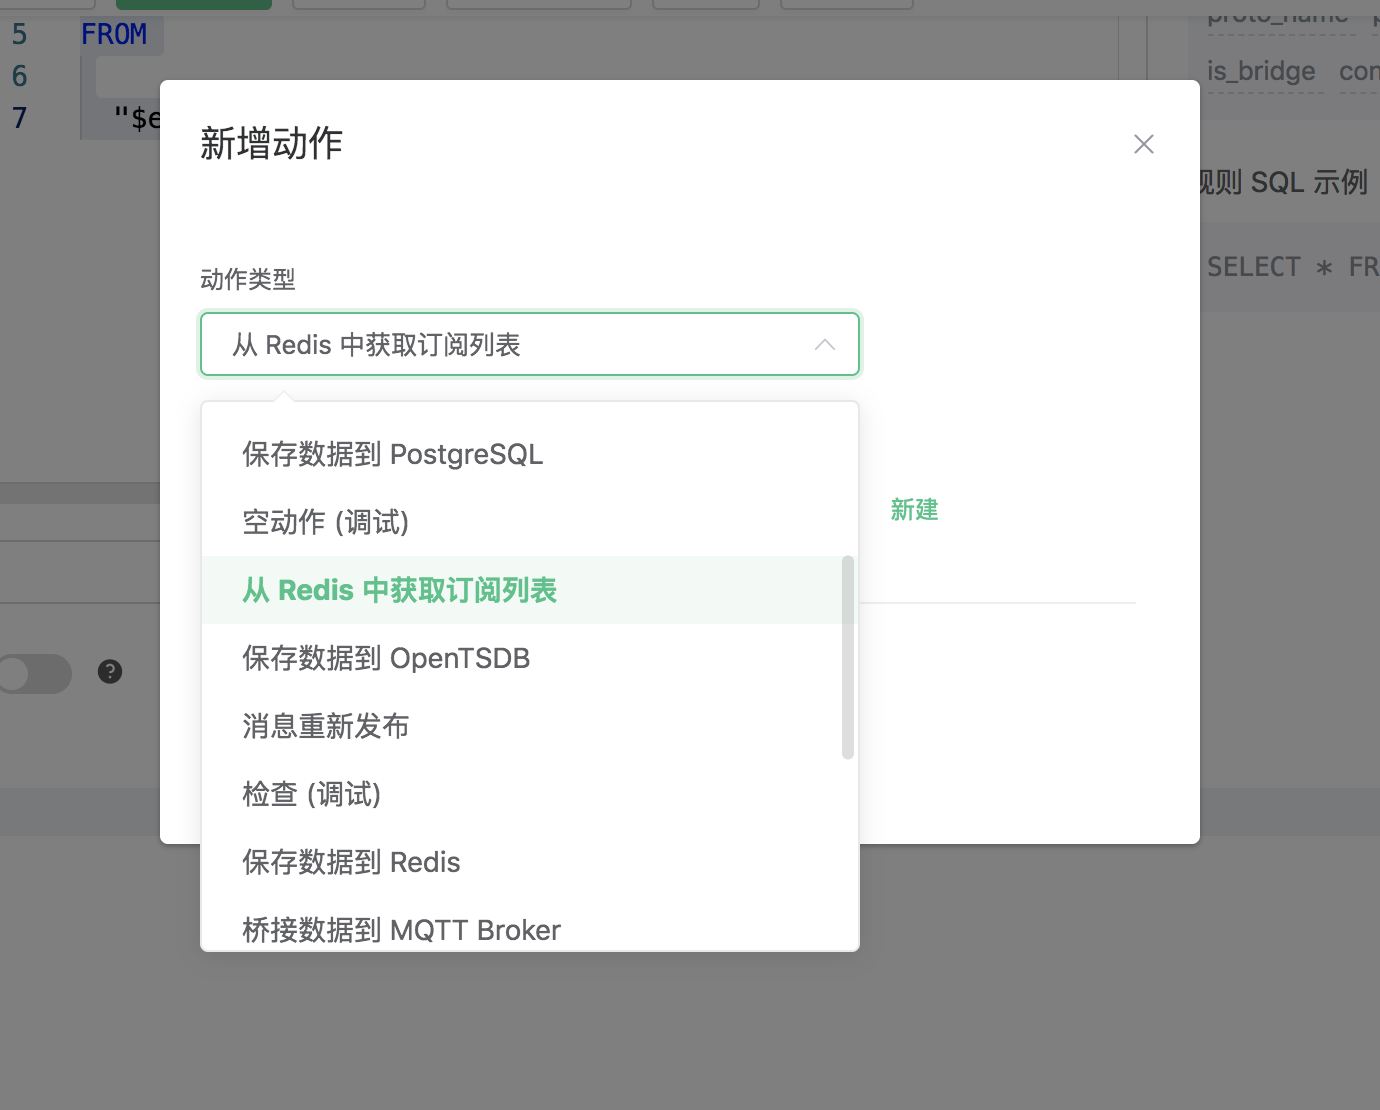 5 FROM
6
7 "$e
is_bridge con
规则 SQL 示例
SELECT * FR
新增动作
动作类型
从 Redis 中获取订阅列表
保存数据到 PostgreSQL
空动作 (调试)
新建
从 Redis 中获取订阅列表
保存数据到 OpenTSDB
消息重新发布
检查 (调试)
保存数据到 Redis
桥接数据到 MQTT Broker